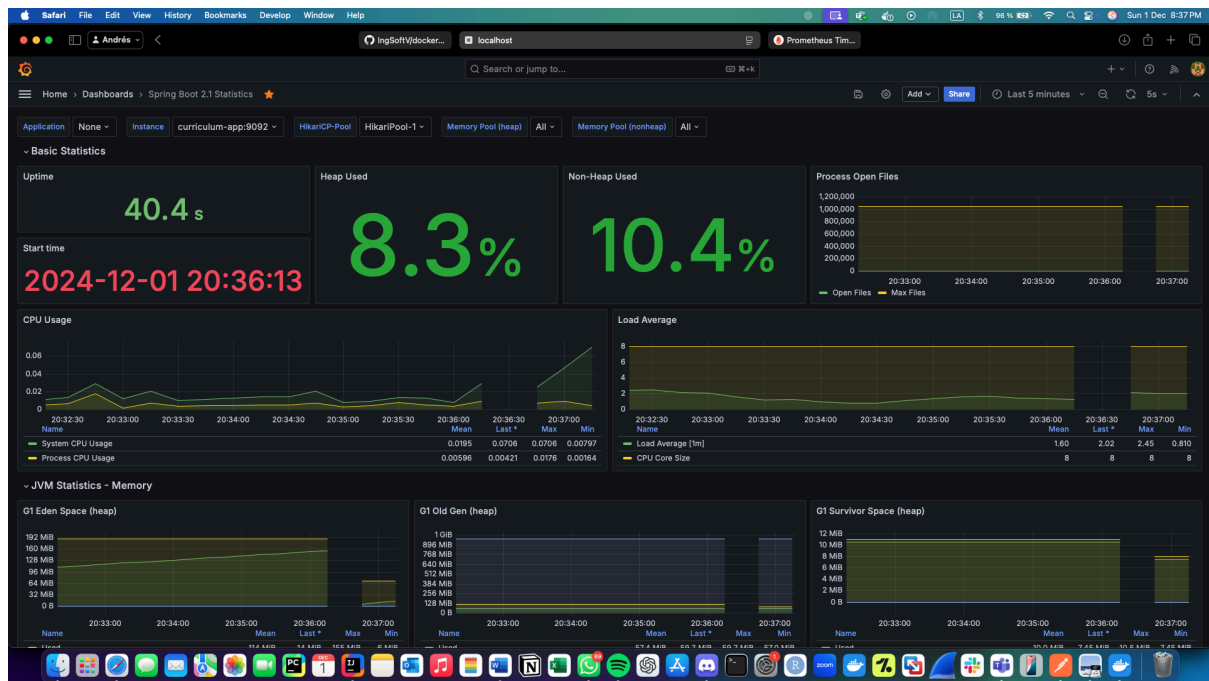 Safari File Edit View History Bookmarks Develop Window Help LA 96 % Sun 1 Dec 8:37 PM
Andrés IngSoftV/docker... localhost Prometheus Tim...
Search or jump to... ⌘+k
Home > Dashboards > Spring Boot 2.1 Statistics Add Share Last 5 minutes 5s
Application None Instance curriculum-app:9092 HikariCP-Pool HikariPool-1 Memory Pool (heap) All Memory Pool (nonheap) All
Basic Statistics
Uptime
40.4 s
Start time
2024-12-01 20:36:13
Heap Used
8.3%
Non-Heap Used
10.4%
Process Open Files
1,200,000
1,000,000
800,000
600,000
400,000
200,000
0
20:33:00 20:34:00 20:35:00 20:36:00 20:37:00
Open Files Max Files
CPU Usage
0.06
0.04
0.02
0
20:32:30 20:33:00 20:33:30 20:34:00 20:34:30 20:35:00 20:35:30 20:36:00 20:36:30 20:37:00
Name Mean Last * Max Min
System CPU Usage 0.0195 0.0706 0.0706 0.00797
Process CPU Usage 0.00596 0.00421 0.0176 0.00164
Load Average
8
6
4
2
0
20:32:30 20:33:00 20:33:30 20:34:00 20:34:30 20:35:00 20:35:30 20:36:00 20:36:30 20:37:00
Name Mean Last * Max Min
Load Average [1m] 1.60 2.02 2.45 0.810
CPU Core Size 8 8 8 8
JVM Statistics - Memory
G1 Eden Space (heap)
192 MiB
160 MiB
128 MiB
96 MiB
64 MiB
32 MiB
0 B
20:33:00 20:34:00 20:35:00 20:36:00 20:37:00
Name Mean Last * Max Min
G1 Old Gen (heap)
1 GiB
896 MiB
768 MiB
640 MiB
512 MiB
384 MiB
256 MiB
128 MiB
0 B
20:33:00 20:34:00 20:35:00 20:36:00 20:37:00
Name Mean Last * Max Min
G1 Survivor Space (heap)
12 MiB
10 MiB
8 MiB
6 MiB
4 MiB
2 MiB
0 B
20:33:00 20:34:00 20:35:00 20:36:00 20:37:00
Name Mean Last * Max Min